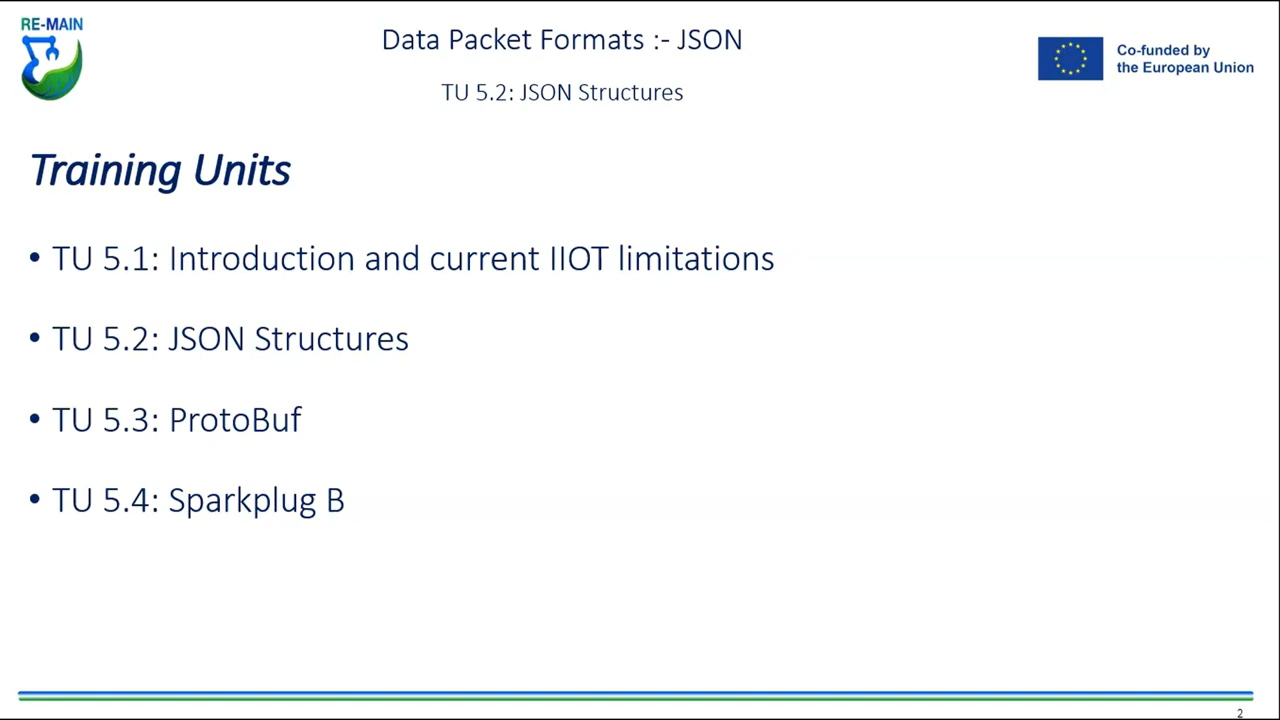 RE-MAIN
Data Packet Formats :- JSON
TU 5.2: JSON Structures
Co-funded by
the European Union
Training Units
• TU 5.1: Introduction and current IIOT limitations
• TU 5.2: JSON Structures
• TU 5.3: ProtoBuf
• TU 5.4: Sparkplug B
2